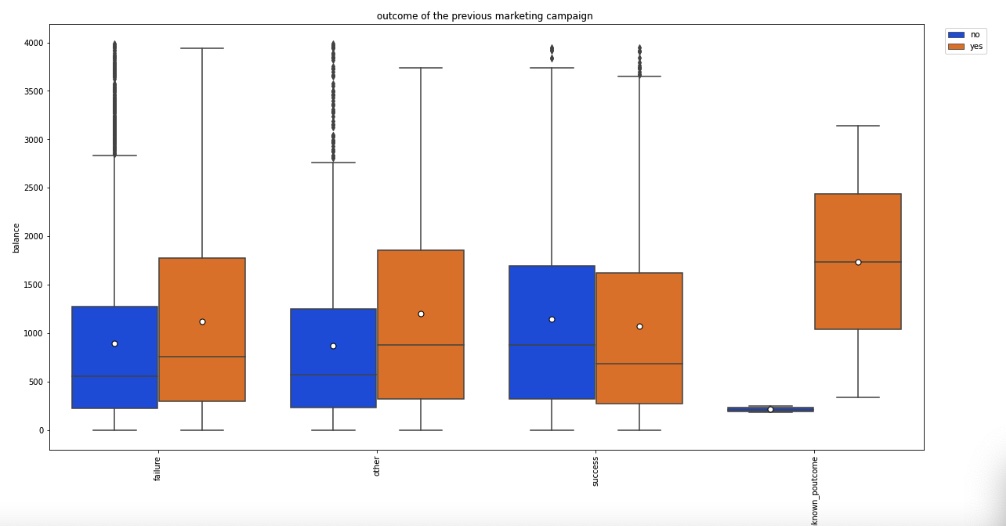 outcome of the previous marketing campaign
no
yes
4000
3500
3000
2500
2000
1500
1000
500
0
balance
failure
other
success
known_poutcome